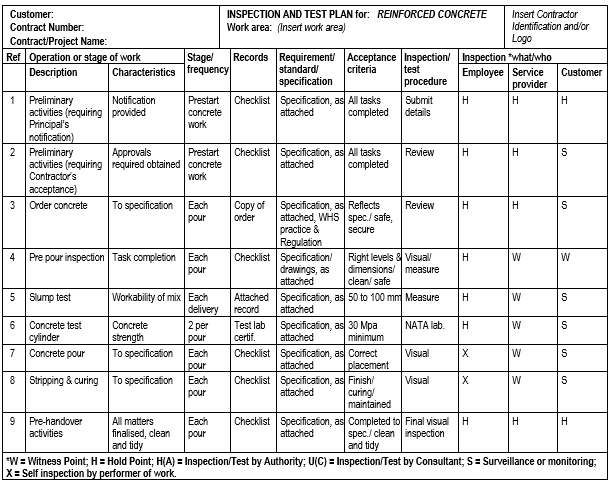 Customer:
Contract Number:
Contract/Project Name:
INSPECTION AND TEST PLAN for: REINFORCED CONCRETE
Work area: (Insert work area)
Insert Contractor
Identification and/or
Logo
Ref
Operation or stage of work
Stage/
frequency
Records
Requirement/
standard/
specification
Acceptance
criteria
Inspection/
test
procedure
Inspection *what/who
Description
Characteristics
Employee
Service
provider
Customer
1
Preliminary
activities (requiring
Principal's
notification)
Notification
provided
Prestart
concrete
work
Checklist
Specification, as
attached
All tasks
completed
Submit
details
H
H
H
2
Preliminary
activities (requiring
Contractor's
acceptance)
Approvals
required obtained
Prestart
concrete
work
Checklist
Specification, as
attached
All tasks
completed
Review
H
H
S
3
Order concrete
To specification
Each
pour
Copy of
order
Specification, as
attached, WHS
practice &
Regulation
Reflects
spec./ safe,
secure
Review
H
H
S
4
Pre pour inspection
Task completion
Each
pour
Checklist
Specification/
drawings, as
attached
Right levels &
dimensions/
clean/ safe
Visual/
measure
H
W
W
5
Slump test
Workability of mix
Each
delivery
Attached
record
Specification, as
attached
50 to 100 mm
Measure
H
W
S
6
Concrete test
cylinder
Concrete
strength
2 per
pour
Test lab
certif.
Specification, as
attached
30 Mpa
minimum
NATA lab.
H
W
S
7
Concrete pour
To specification
Each
pour
Checklist
Specification, as
attached
Correct
placement
Visual
X
W
S
8
Stripping & curing
To specification
Each
pour
Checklist
Specification, as
attached
Finish/
curing/
maintained
Visual
X
W
S
9
Pre-handover
activities
All matters
finalised, clean
and tidy
Each
pour
Checklist
Specification, as
attached
Completed to
spec./ clean
and tidy
Final visual
inspection
H
H
H
*W = Witness Point; H = Hold Point; H(A) = Inspection/Test by Authority; U(C) = Inspection/Test by Consultant; S = Surveillance or monitoring;
X = Self inspection by performer of work.